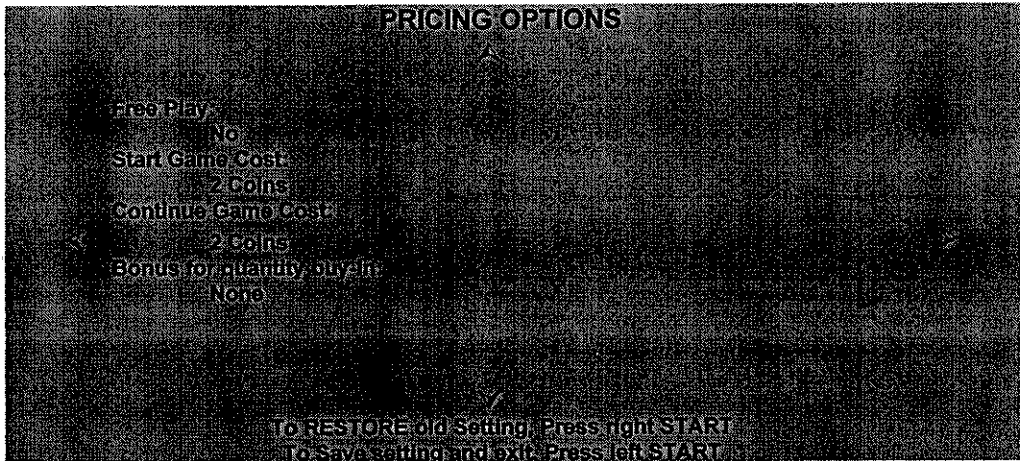 PRICING OPTIONS
Free Play:
No
Start Game Cost:
2 Coins
Continue Game Cost:
2 Coins
Bonus for quantity buy-in:
None
To RESTORE old Setting, Press right START
To Save setting and exit, Press left START